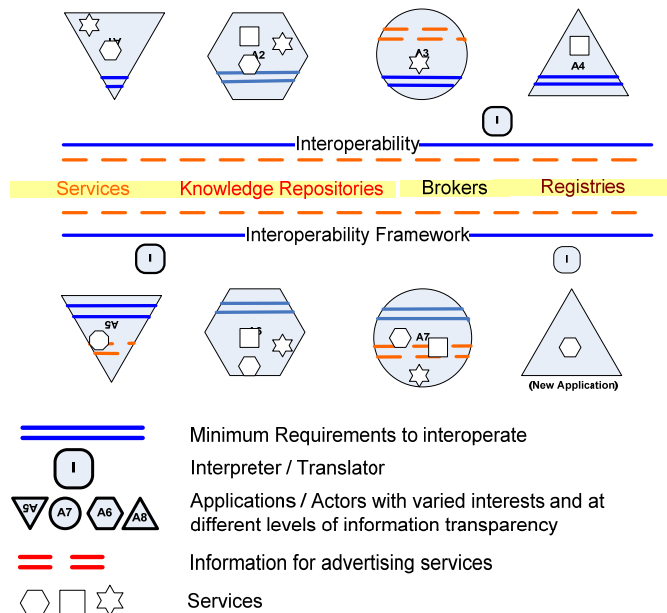 A1
A2
A3
A4
I
Interoperability
Services Knowledge Repositories Brokers Registries
Interoperability Framework
I
I
A5
A7
(New Application)
Minimum Requirements to interoperate
I
Interpreter / Translator
A5 A7 A6 A8
Applications / Actors with varied interests and at
different levels of information transparency
Information for advertising services
Services